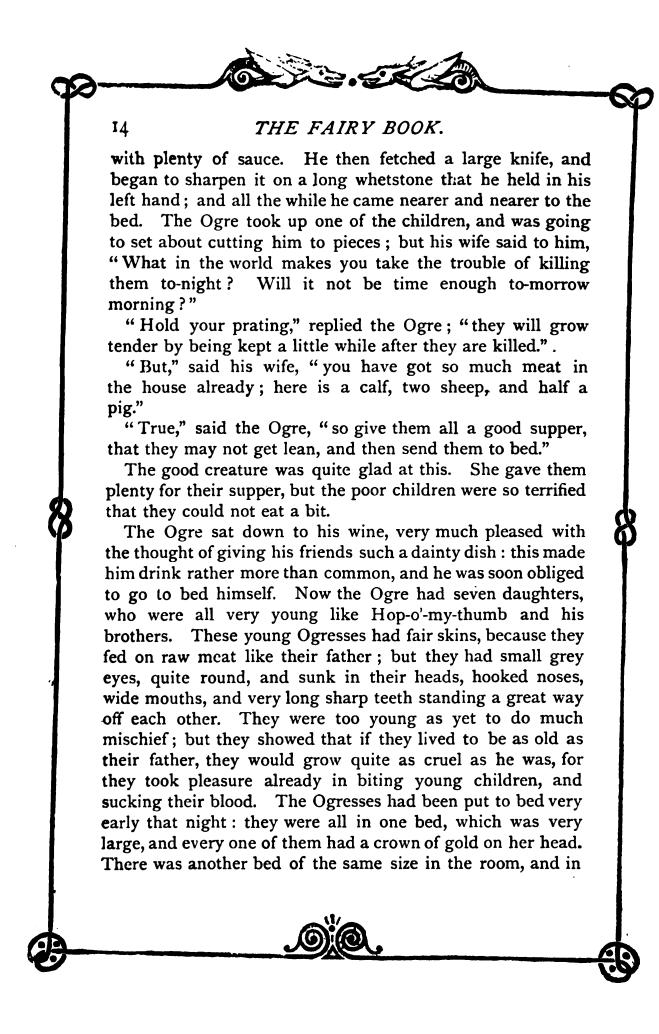 14 THE FAIRY BOOK.
with plenty of sauce. He then fetched a large knife, and
began to sharpen it on a long whetstone that he held in his
left hand; and all the while he came nearer and nearer to the
bed. The Ogre took up one of the children, and was going
to set about cutting him to pieces; but his wife said to him,
“What in the world makes you take the trouble of killing
them to-night? Will it not be time enough to-morrow
morning?”
“Hold your prating,” replied the Ogre; “they will grow
tender by being kept a little while after they are killed.”
“But,” said his wife, “you have got so much meat in
the house already; here is a calf, two sheep, and half a
pig.”
“True,” said the Ogre, “so give them all a good supper,
that they may not get lean, and then send them to bed.”
The good creature was quite glad at this. She gave them
plenty for their supper, but the poor children were so terrified
that they could not eat a bit.
The Ogre sat down to his wine, very much pleased with
the thought of giving his friends such a dainty dish: this made
him drink rather more than common, and he was soon obliged
to go to bed himself. Now the Ogre had seven daughters,
who were all very young like Hop-o’-my-thumb and his
brothers. These young Ogresses had fair skins, because they
fed on raw meat like their father; but they had small grey
eyes, quite round, and sunk in their heads, hooked noses,
wide mouths, and very long sharp teeth standing a great way
off each other. They were too young as yet to do much
mischief; but they showed that if they lived to be as old as
their father, they would grow quite as cruel as he was, for
they took pleasure already in biting young children, and
sucking their blood. The Ogresses had been put to bed very
early that night: they were all in one bed, which was very
large, and every one of them had a crown of gold on her head.
There was another bed of the same size in the room, and in